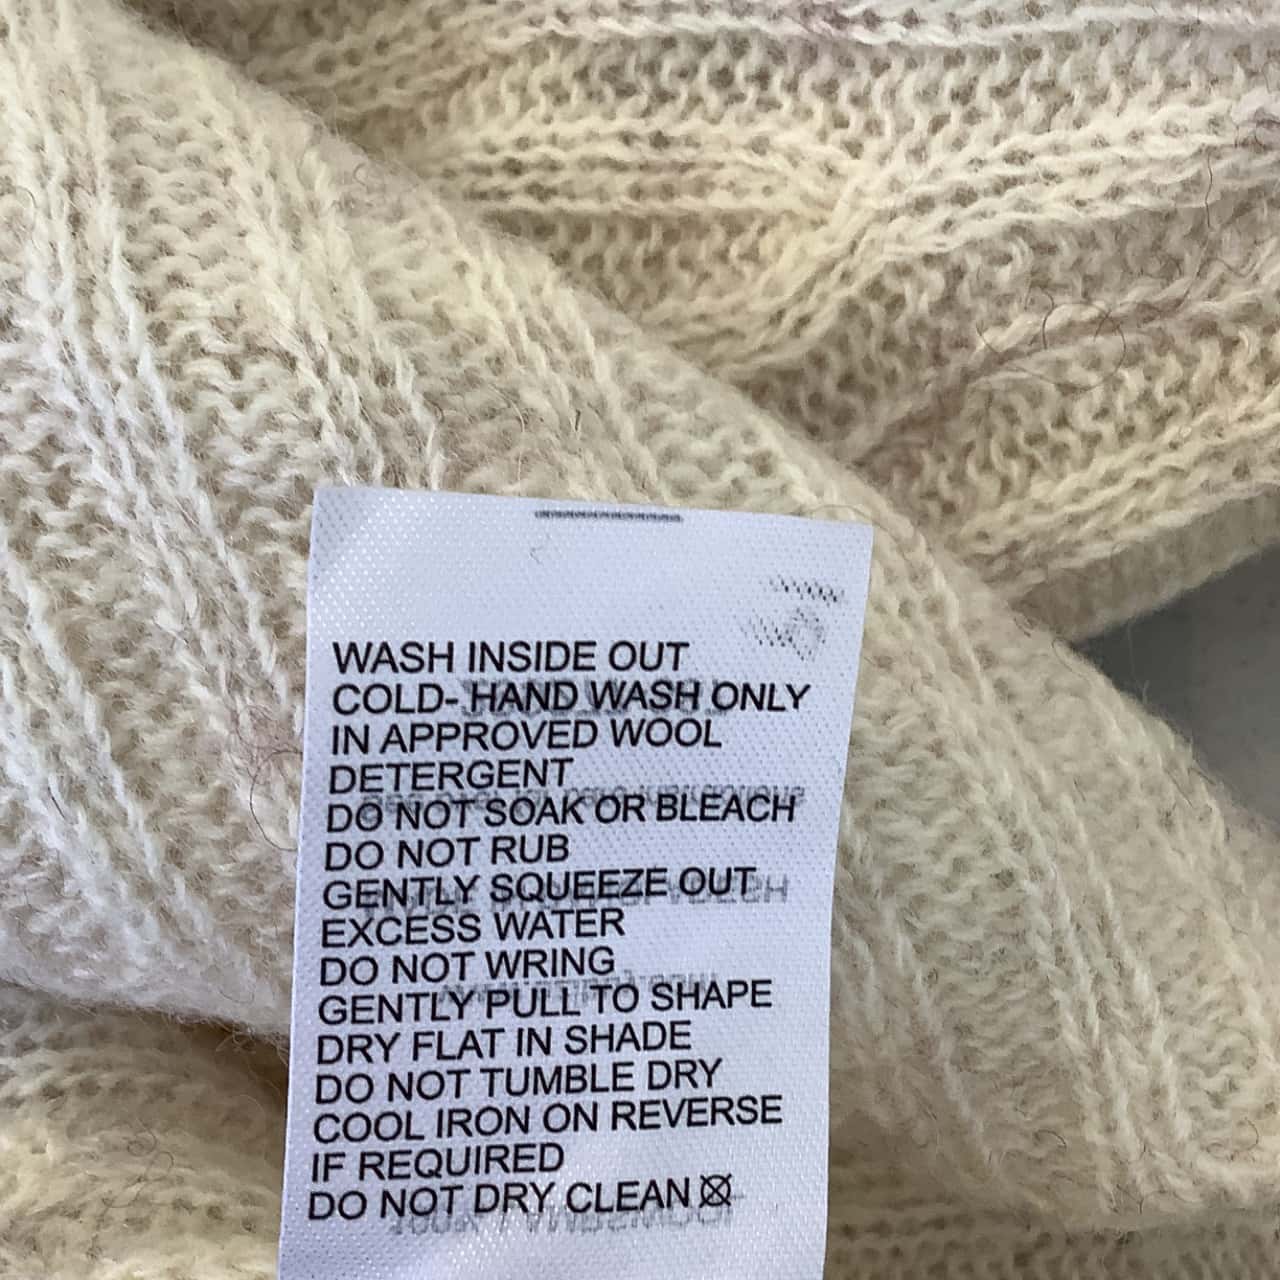 WASH INSIDE OUT
COLD- HAND WASH ONLY
IN APPROVED WOOL
DETERGENT
DO NOT SOAK OR BLEACH
DO NOT RUB
GENTLY SQUEEZE OUT
EXCESS WATER
DO NOT WRING
GENTLY PULL TO SHAPE
DRY FLAT IN SHADE
DO NOT TUMBLE DRY
COOL IRON ON REVERSE
IF REQUIRED
DO NOT DRY CLEAN